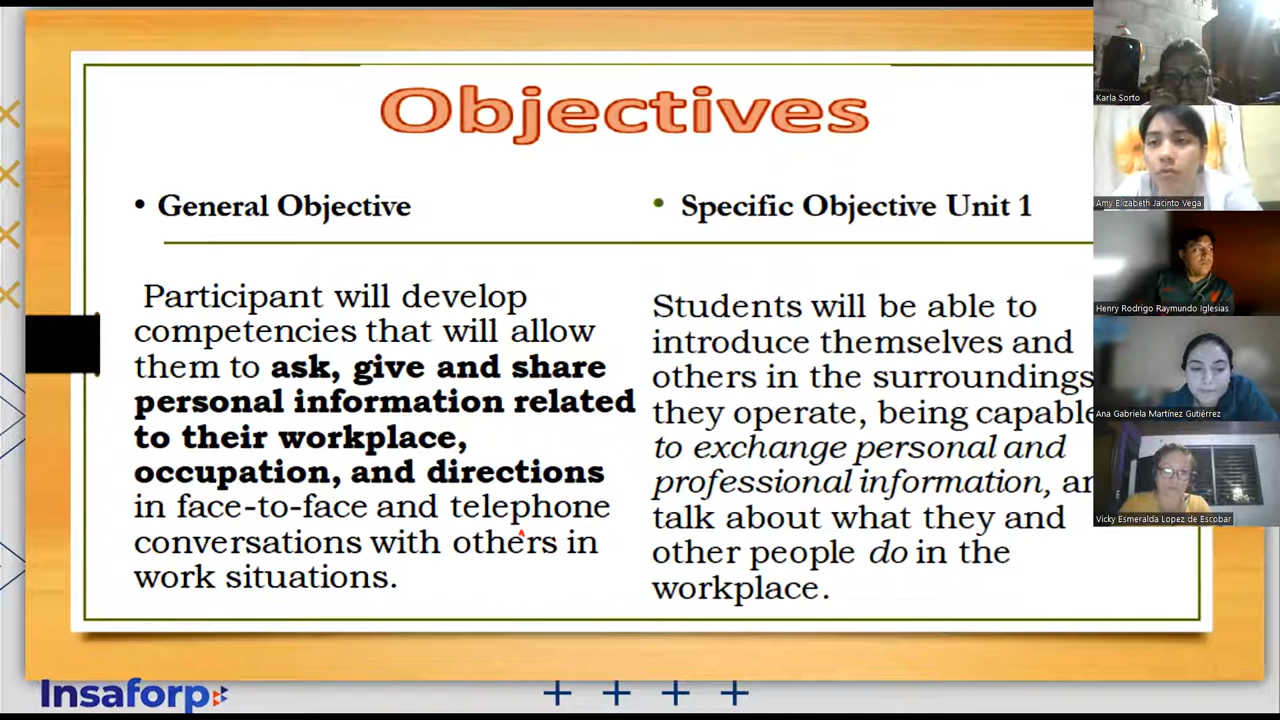 Objectives
• General Objective
Participant will develop
competencies that will allow
them to ask, give and share
personal information related
to their workplace,
occupation, and directions
in face-to-face and telephone
conversations with others in
work situations.
• Specific Objective Unit 1
Students will be able to
introduce themselves and
others in the surroundings
they operate, being capable
to exchange personal and
professional information,
talk about what they and
other people do in the
workplace.
Karla Sorto
Amy Elizabeth Jacinto Vega
Henry Rodrigo Raymundo Iglesias
Ana Gabriela Martínez Gutiérrez
Vicky Esmeralda Lopez de Escobar
Insaforp